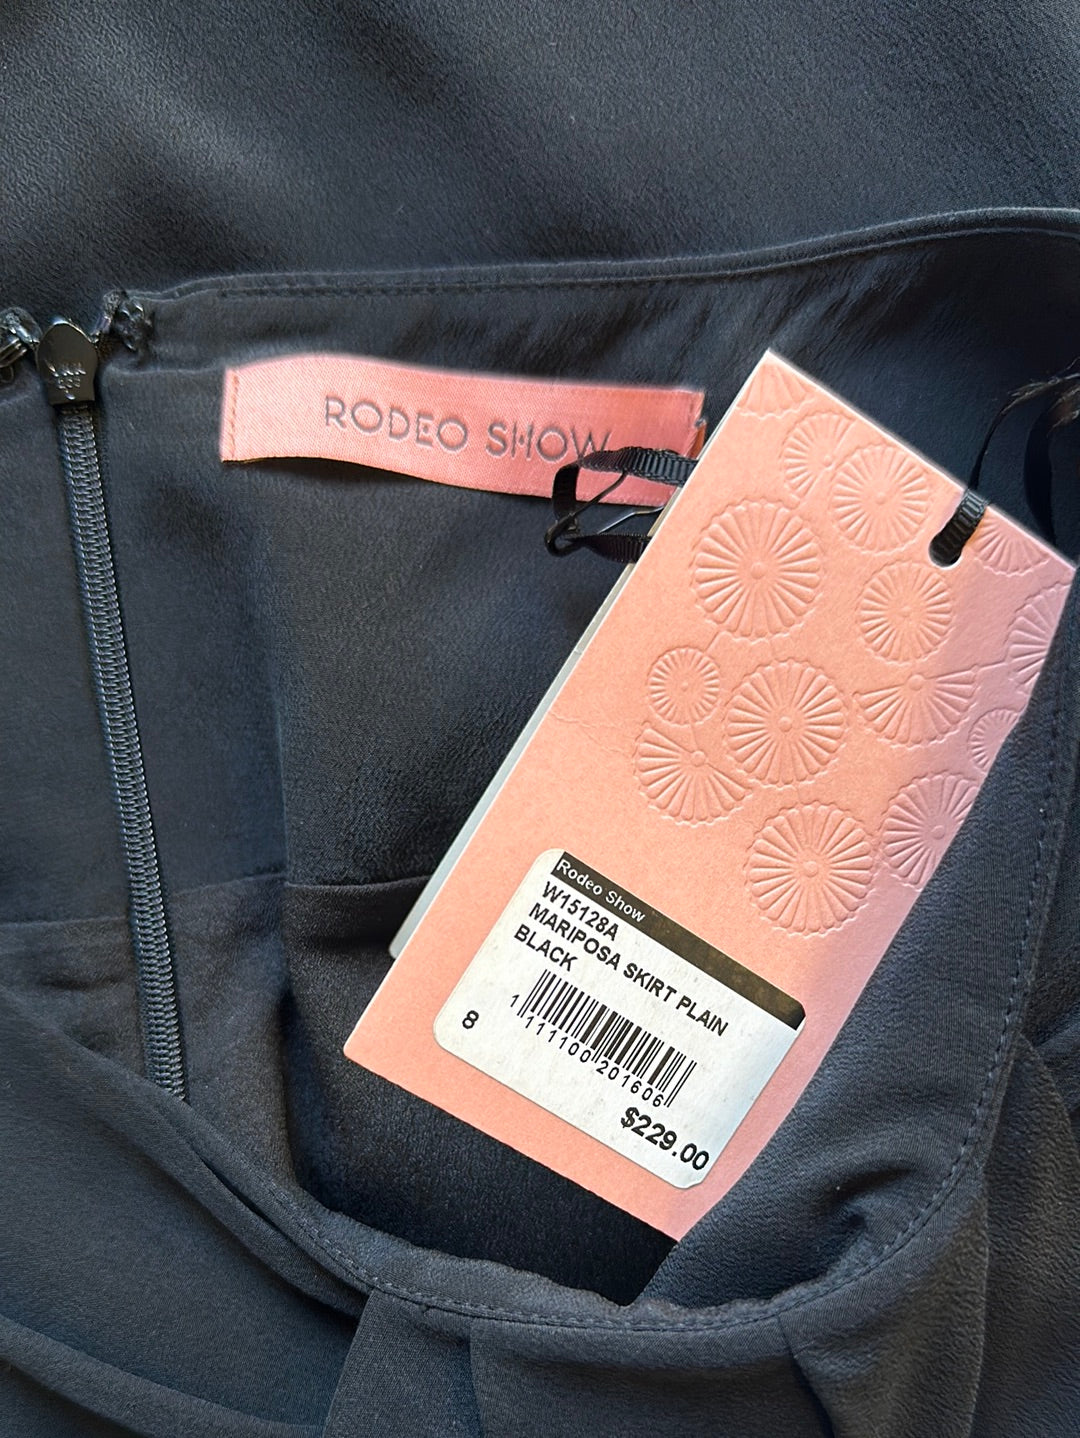 RODEO SHOW
Rodeo Show
W15128A
MARIPOSA SKIRT PLAIN
BLACK
8
1 111100 201606
$229.00